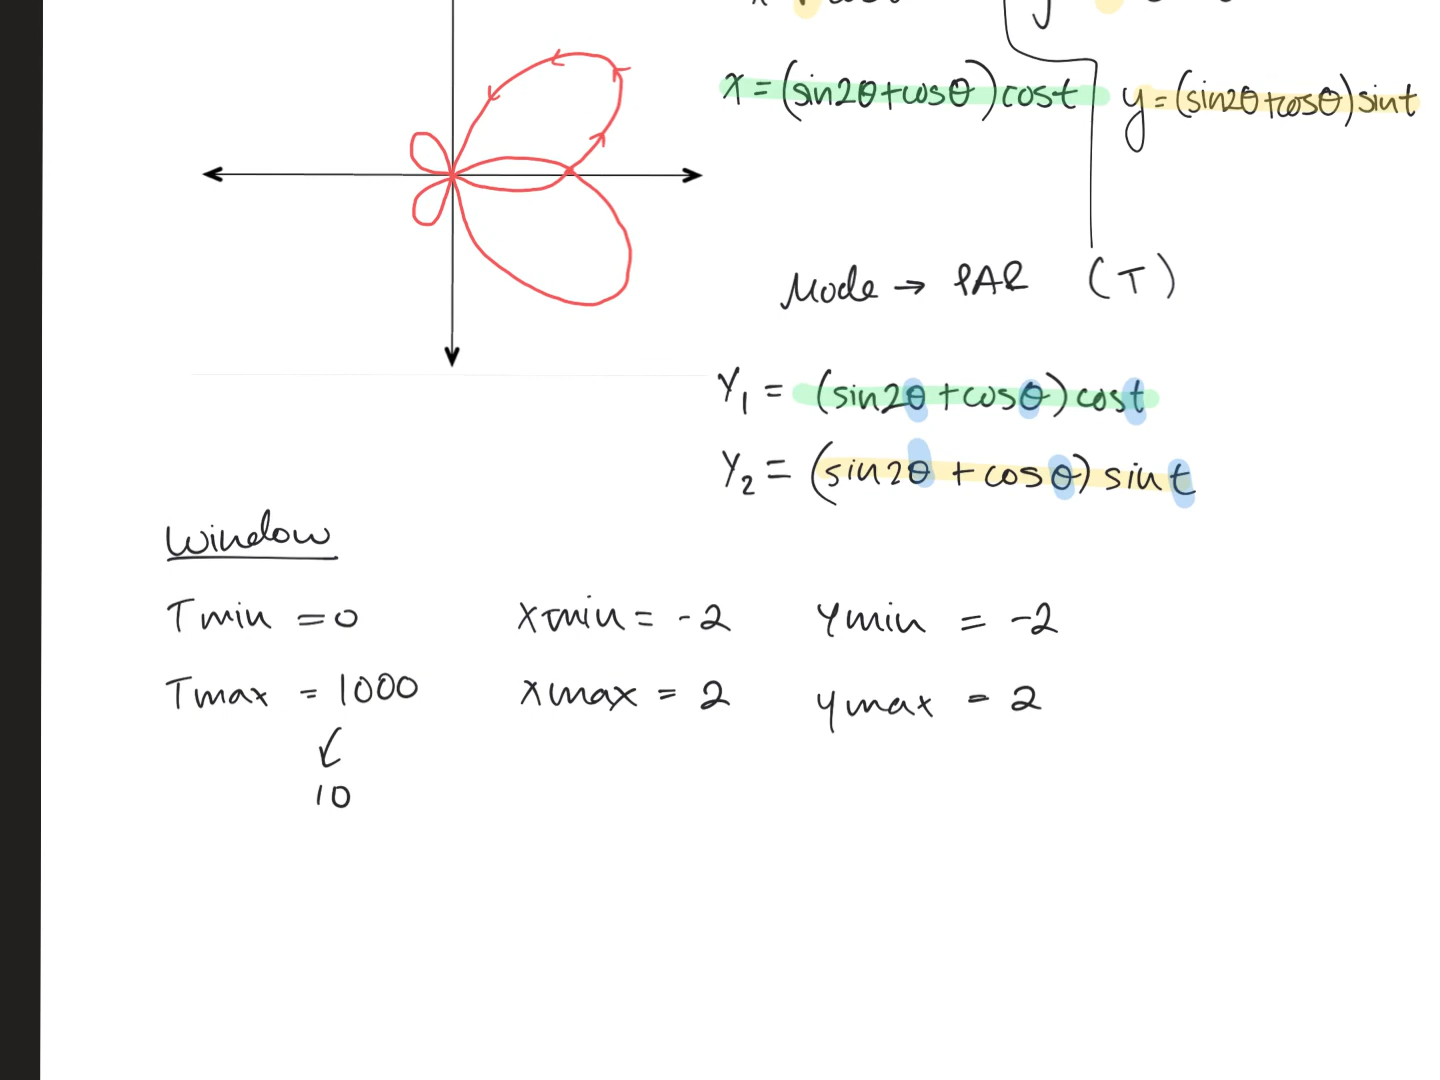 x = (sin2θ+cosθ)cost y = (sin2θ+cosθ)sint
Mode → PAR (T)
Y₁ = (sin2θ + cosθ) cost
Y₂ = (sin2θ + cosθ) sint
Window
Tmin = 0 Xmin = -2 Ymin = -2
Tmax = 1000 Xmax = 2 Ymax = 2
10